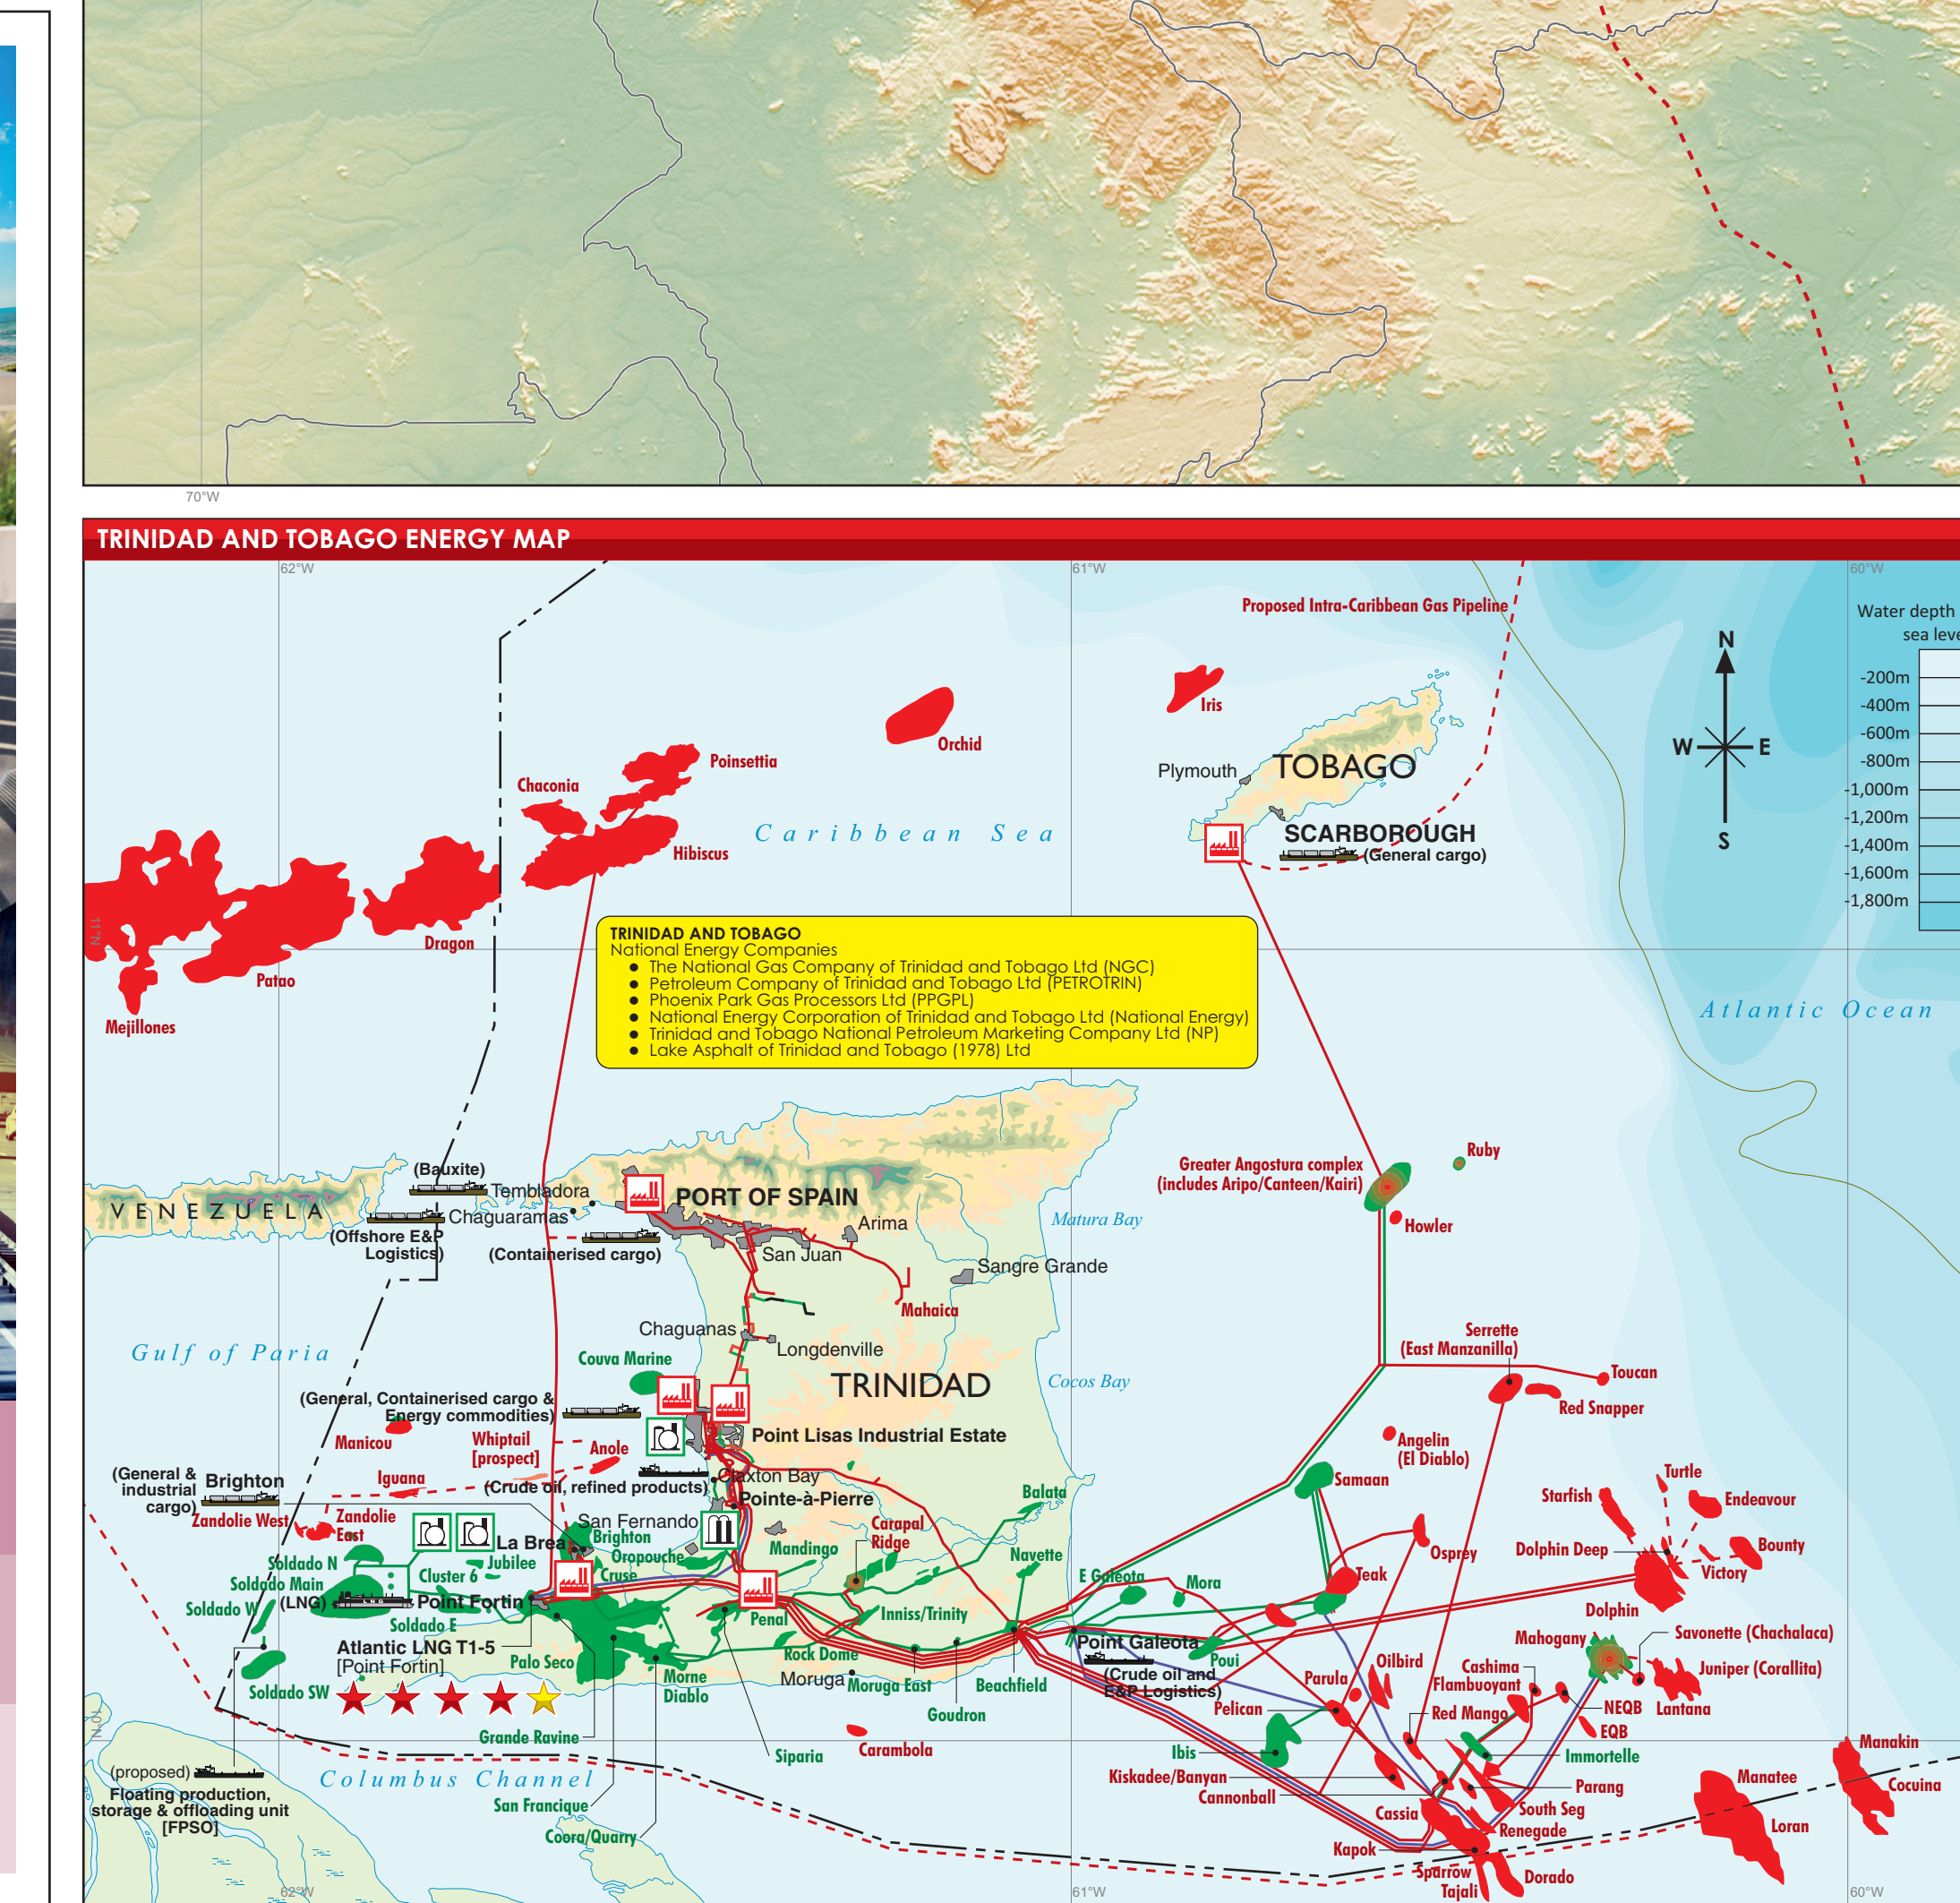 70°W
TRINIDAD AND TOBAGO ENERGY MAP
62°W
61°W
60°W
Proposed Intra-Caribbean Gas Pipeline
Water depth
N
W
E
S
-200m
-400m
-600m
-800m
-1,000m
-1,200m
-1,400m
-1,600m
-1,800m
Iris
Orchid
Poinsettia
Chaconia
Hibiscus
Plymouth
TOBAGO
SCARBOROUGH
(General cargo)
Caribbean Sea
Dragon
Patao
Mejillones
11°N
TRINIDAD AND TOBAGO
National Energy Companies
● The National Gas Company of Trinidad and Tobago Ltd (NGC)
● Petroleum Company of Trinidad and Tobago Ltd (PETROTRIN)
● Phoenix Park Gas Processors Ltd (PPGPL)
● National Energy Corporation of Trinidad and Tobago Ltd (National Energy)
● Trinidad and Tobago National Petroleum Marketing Company Ltd (NP)
● Lake Asphalt of Trinidad and Tobago (1978) Ltd
Atlantic Ocean
VENEZUELA
(Bauxite)
Tembladora
Chaguaramas
(Offshore E&P
Logistics)
(Containerised cargo)
PORT OF SPAIN
San Juan
Arima
Sangre Grande
Matura Bay
Mahaica
Greater Angostura complex
(includes Aripo/Canteen/Kairi)
Ruby
Howler
Gulf of Paria
Chaguanas
Longdenville
Couva Marine
TRINIDAD
Cocos Bay
Serrette
(East Manzanilla)
Toucan
Red Snapper
Angelin
(El Diablo)
(General, Containerised cargo &
Energy commodities)
Manicou
Whiptail
[prospect]
Anole
Point Lisas Industrial Estate
(General &
industrial
cargo)
Brighton
Iguana
(Crude oil, refined products)
Claxton Bay
Pointe-à-Pierre
Zandolie West
Zandolie
East
San Fernando
La Brea
Brighton
Oropouche
Cruse
Jubilee
Cluster 6
Soldado N
Soldado Main
(LNG)
Point Fortin
Soldado W
Soldado E
Soldado SW
Atlantic LNG T1-5
[Point Fortin]
Palo Seco
Morne
Diablo
Penal
Mandingo
Carapal
Ridge
Balata
Navette
Inniss/Trinity
Rock Dome
Moruga
Moruga East
Goudron
Beachfield
Siparia
Grande Ravine
San Francique
Coora/Quarry
Carambola
Columbus Channel
10°N
(proposed)
Floating production,
storage & offloading unit
[FPSO]
Samaan
Osprey
Teak
E Galeota
Mora
Point Galeota
(Crude oil and
E&P Logistics)
Poui
Starfish
Turtle
Endeavour
Dolphin Deep
Bounty
Victory
Dolphin
Mahogany
Savonette (Chachalaca)
Juniper (Corallita)
Lantana
Oilbird
Parula
Pelican
Cashima
Flambuoyant
Red Mango
NEQB
EQB
Ibis
Immortelle
Kiskadee/Banyan
Cannonball
Parang
Cassia
South Seg
Renegade
Kapok
Sparrow
Tajali
Dorado
Manatee
Loran
Manakin
Cocuina
62°W
61°W
60°W